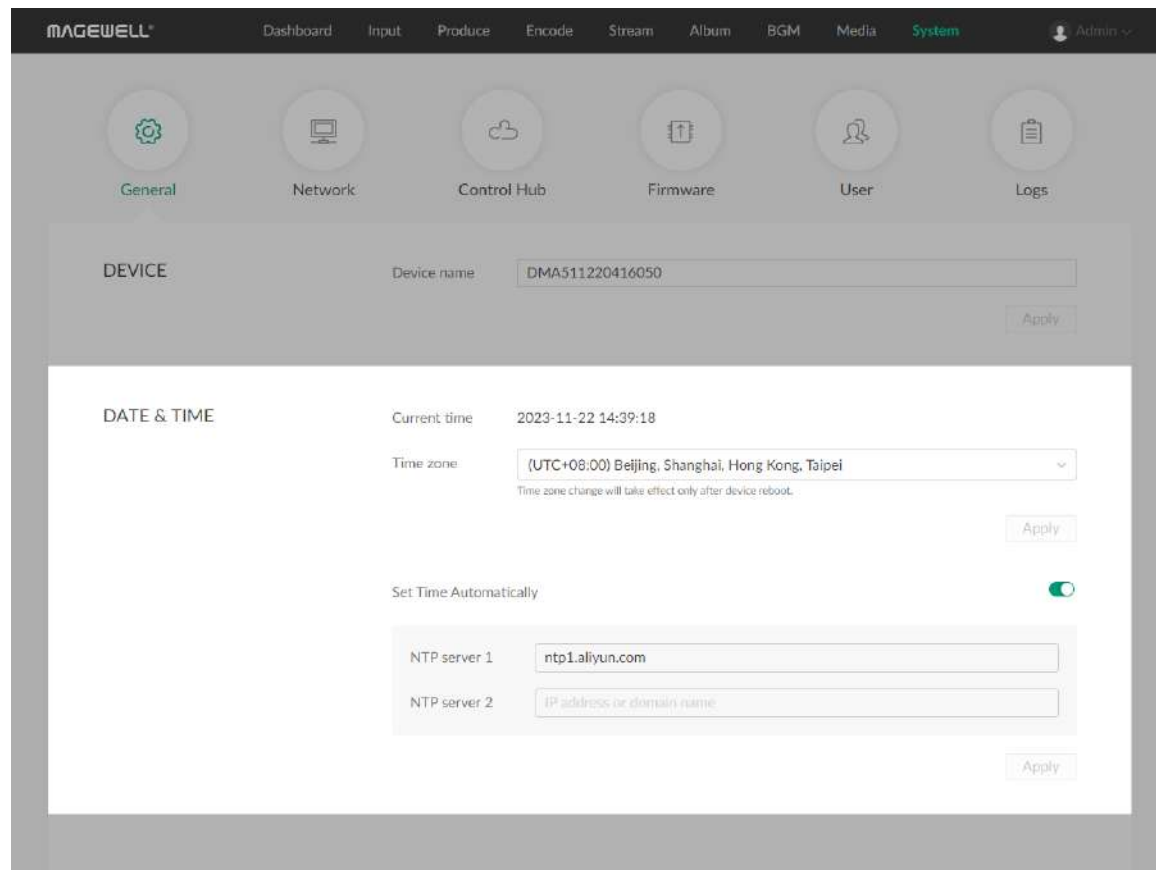 MAGEWELL®
Dashboard Input Produce Encode Stream Album BGM Media System Admin
General Network Control Hub Firmware User Logs
DEVICE
Device name DMA511220416050
Apply
DATE & TIME
Current time 2023-11-22 14:39:18
Time zone (UTC+08:00) Beijing, Shanghai, Hong Kong, Taipei
Time zone change will take effect only after device reboot.
Apply
Set Time Automatically
NTP server 1 ntp1.aliyun.com
NTP server 2 IP address or domain name
Apply